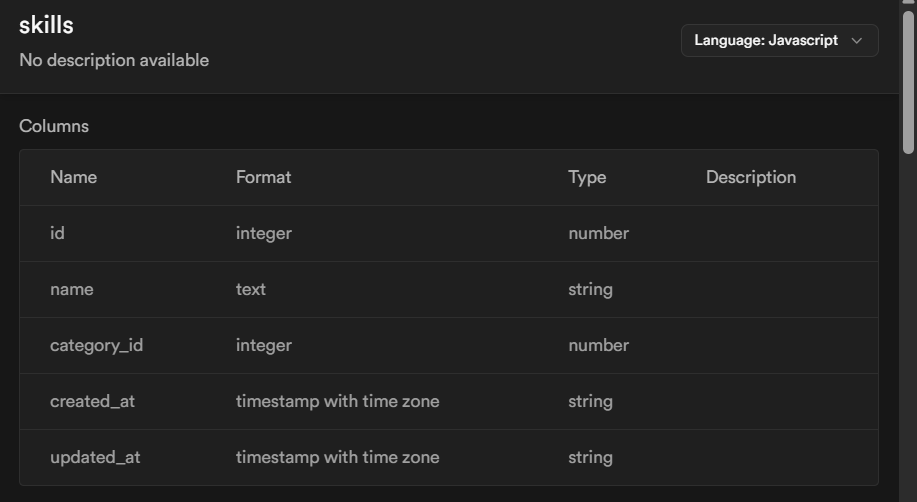 skills
No description available
Language: Javascript
Columns
Name Format Type Description
id integer number
name text string
category_id integer number
created_at timestamp with time zone string
updated_at timestamp with time zone string